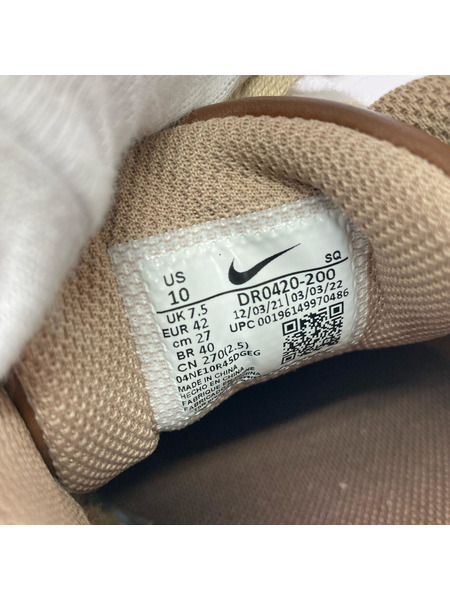 US
10
UK 7.5
EUR 42
cm 27
BR 40
CN 270(2.5)
04NE10R45DGEG
MADE IN CHINA
HECHO EN CHINA
FABRIQUE EN CHINE
SQ
DR0420-200
12/03/21 03/03/22
UPC 00196149970486